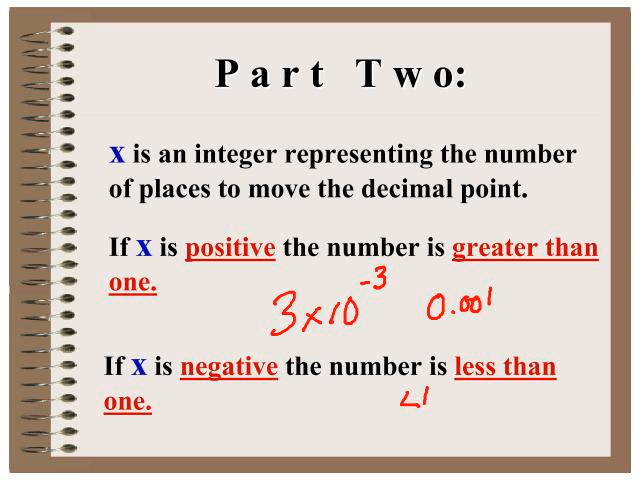 P a r t  T w o:
x is an integer representing the number
of places to move the decimal point.
If x is positive the number is greater than
one.
3x10⁻³ 0.001
If x is negative the number is less than
one.
<1